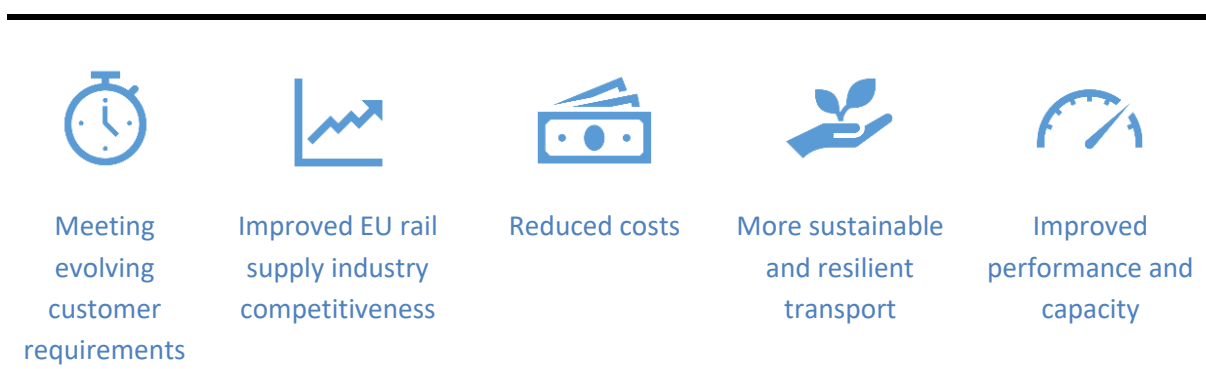 Meeting
evolving
customer
requirements
Improved EU rail
supply industry
competitiveness
Reduced costs
More sustainable
and resilient
transport
Improved
performance and
capacity